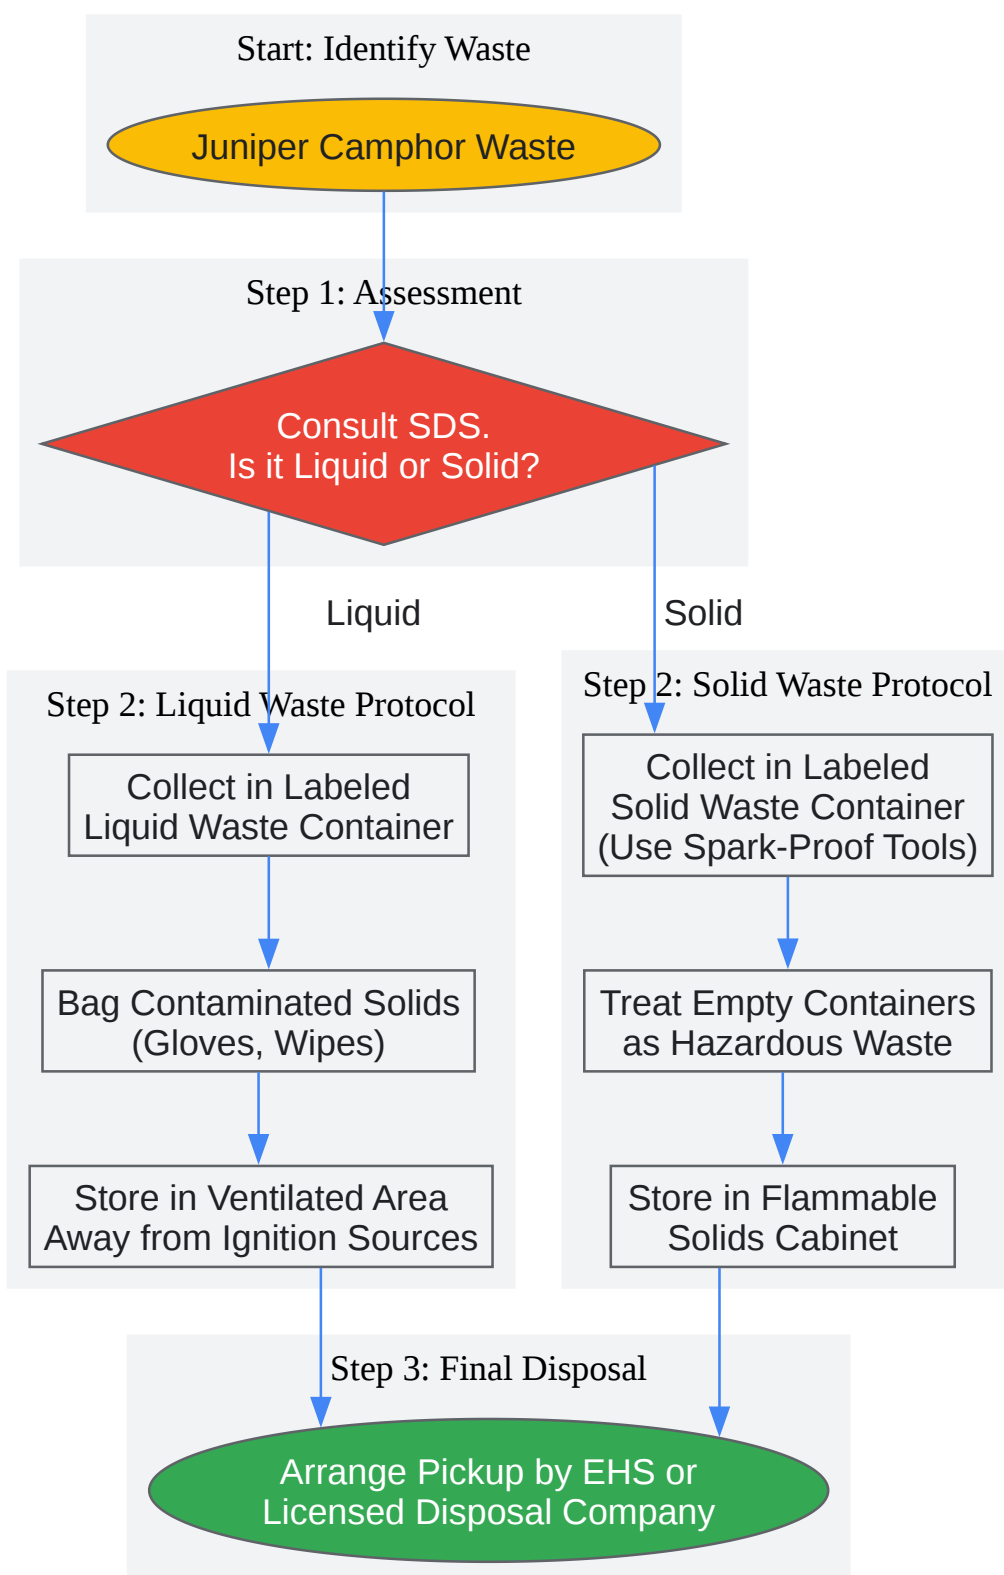 Start: Identify Waste
Juniper Camphor Waste
Step 1: Assessment
Consult SDS.
Is it Liquid or Solid?
Liquid
Solid
Step 2: Liquid Waste Protocol
Collect in Labeled
Liquid Waste Container
Bag Contaminated Solids
(Gloves, Wipes)
Store in Ventilated Area
Away from Ignition Sources
Step 2: Solid Waste Protocol
Collect in Labeled
Solid Waste Container
(Use Spark-Proof Tools)
Treat Empty Containers
as Hazardous Waste
Store in Flammable
Solids Cabinet
Step 3: Final Disposal
Arrange Pickup by EHS or
Licensed Disposal Company